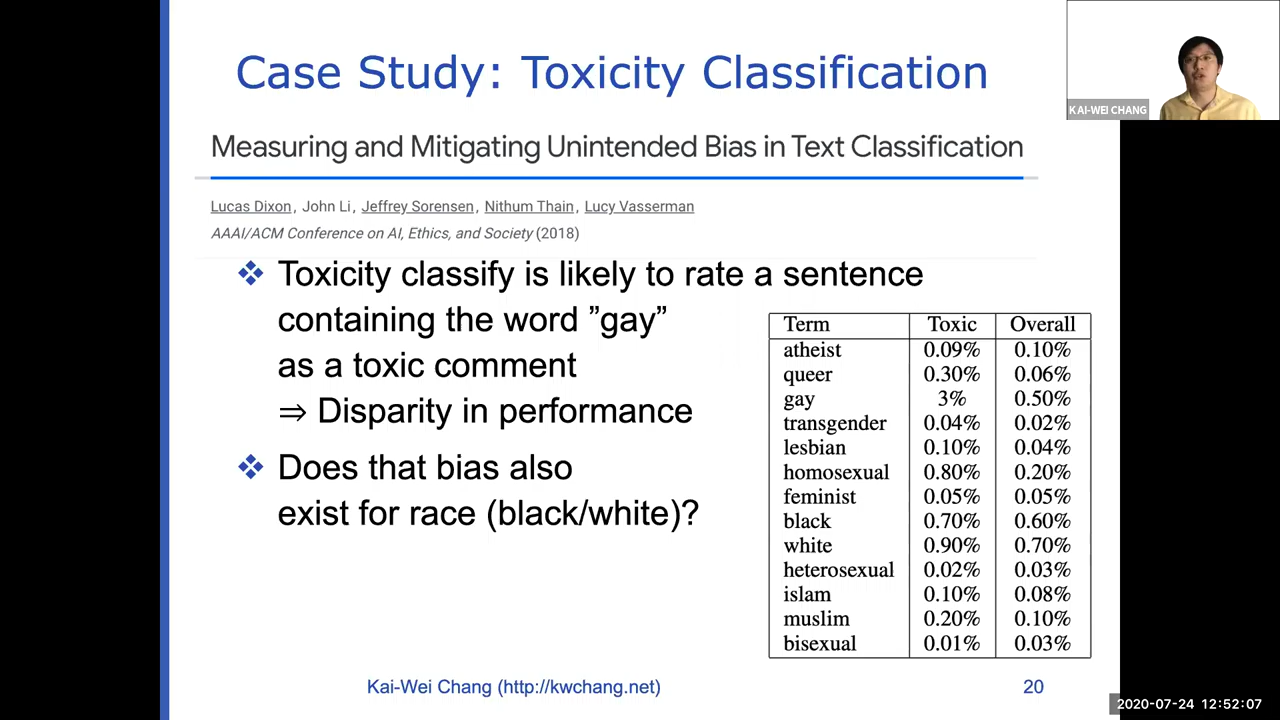 Case Study: Toxicity Classification
KAI-WEI CHANG
Measuring and Mitigating Unintended Bias in Text Classification
Lucas Dixon, John Li, Jeffrey Sorensen, Nithum Thain, Lucy Vasserman
AAAI/ACM Conference on AI, Ethics, and Society (2018)
❖ Toxicity classify is likely to rate a sentence
containing the word ”gay”
as a toxic comment
⇒ Disparity in performance
❖ Does that bias also
exist for race (black/white)?
Term Toxic Overall
atheist 0.09% 0.10%
queer 0.30% 0.06%
gay 3% 0.50%
transgender 0.04% 0.02%
lesbian 0.10% 0.04%
homosexual 0.80% 0.20%
feminist 0.05% 0.05%
black 0.70% 0.60%
white 0.90% 0.70%
heterosexual 0.02% 0.03%
islam 0.10% 0.08%
muslim 0.20% 0.10%
bisexual 0.01% 0.03%
Kai-Wei Chang (http://kwchang.net)
20
2020-07-24 12:52:07